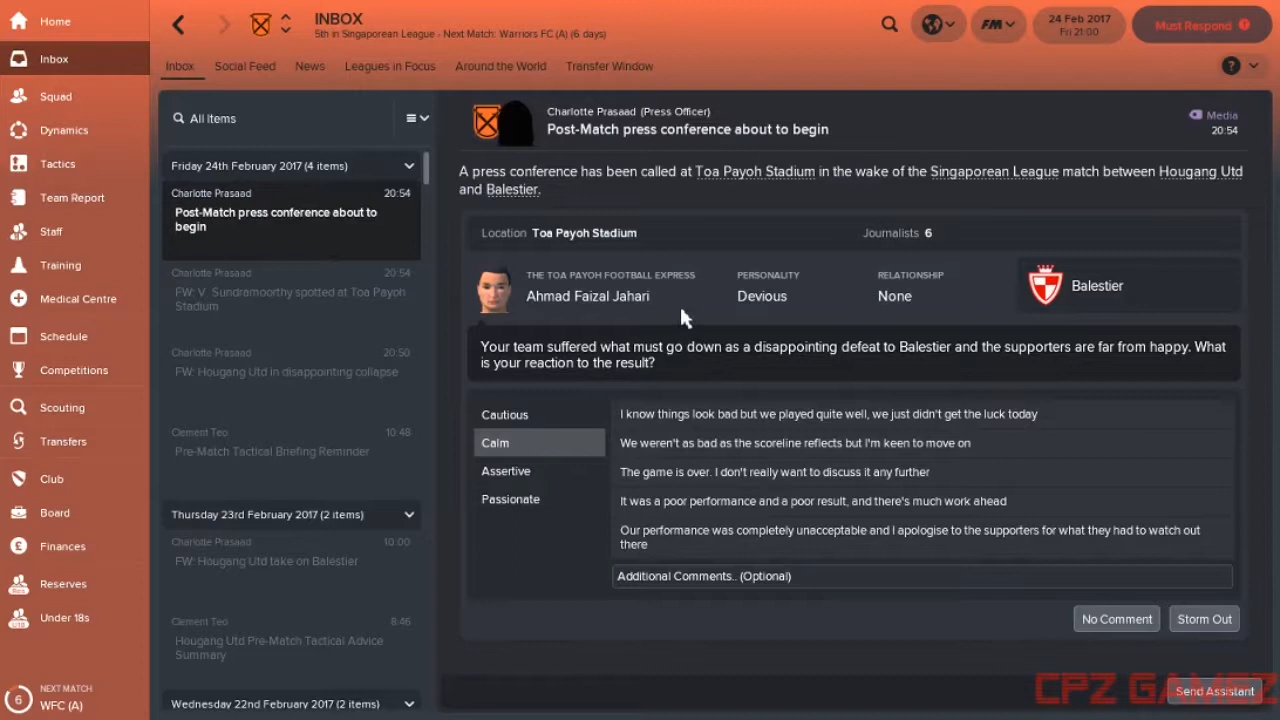 Home
INBOX
5th in Singaporean League - Next Match: Warriors FC (A) (6 days)
FM
24 Feb 2017
Fri 21:00
Must Respond
Inbox
Inbox Social Feed News Leagues in Focus Around the World Transfer Window
Squad
Dynamics
Tactics
Team Report
Staff
Training
Medical Centre
Schedule
Competitions
Scouting
Transfers
Club
Board
Finances
Reserves
Under 18s
6
NEXT MATCH
WFC (A)
All Items
Friday 24th February 2017 (4 items)
Charlotte Prasaad 20:54
Post-Match press conference about to
begin
Charlotte Prasaad 20:54
FW: V Sundramoorthy spotted at Toa Payoh
Stadium
Charlotte Prasaad 20:50
FW: Hougang Utd in disappointing collapse
Clement Teo 10:48
Pre-Match Tactical Briefing Reminder
Thursday 23rd February 2017 (2 items)
Charlotte Prasaad 10:00
FW: Hougang Utd take on Balestier
Clement Teo 8:46
Hougang Utd Pre-Match Tactical Advice
Summary
Wednesday 22nd February 2017 (2 items)
Charlotte Prasaad (Press Officer)
Post-Match press conference about to begin
Media
20:54
A press conference has been called at Toa Payoh Stadium in the wake of the Singaporean League match between Hougang Utd
and Balestier.
Location Toa Payoh Stadium Journalists 6
THE TOA PAYOH FOOTBALL EXPRESS PERSONALITY RELATIONSHIP
Ahmad Faizal Jahari Devious None
Balestier
Your team suffered what must go down as a disappointing defeat to Balestier and the supporters are far from happy. What
is your reaction to the result?
Cautious
Calm
Assertive
Passionate
I know things look bad but we played quite well, we just didn't get the luck today
We weren't as bad as the scoreline reflects but I'm keen to move on
The game is over. I don't really want to discuss it any further
It was a poor performance and a poor result, and there's much work ahead
Our performance was completely unacceptable and I apologise to the supporters for what they had to watch out
there
Additional Comments.. (Optional)
No Comment Storm Out
Send Assistant
CPZ GAMEZ